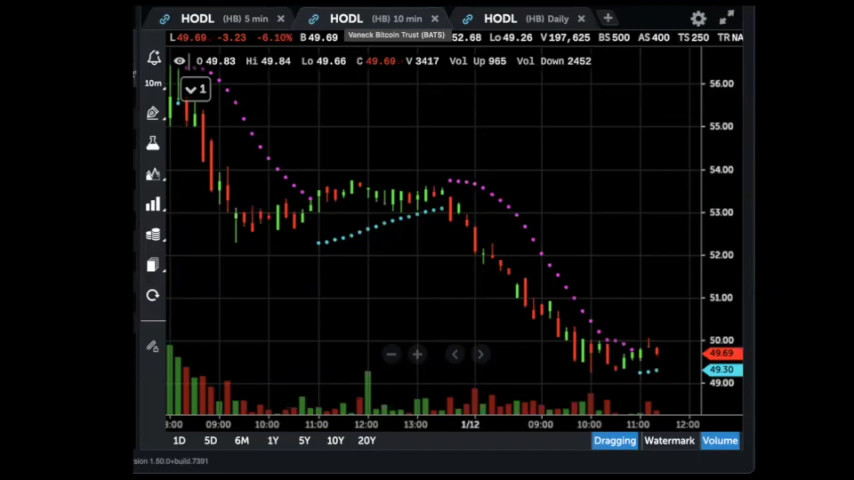 HODL (HB) 5 min × HODL (HB) 10 min × HODL (HB) Daily × +
Vaneck Bitcoin Trust (BATS)
L 49.69 -3.23 -6.10% B 49.69 52.68 Lo 49.26 V 197,625 BS 500 AS 400 TS 250 TR NA
O 49.83 Hi 49.84 Lo 49.66 C 49.69 V 3417 Vol Up 965 Vol Down 2452
10m
1
56.00
55.00
54.00
53.00
52.00
51.00
50.00
49.69
49.30
49.00
8:00 09:00 10:00 11:00 12:00 13:00 1/12 09:00 10:00 11:00 12:00
1D 5D 6M 1Y 5Y 10Y 20Y Dragging Watermark Volume
rsion 1.50.0+build.7391